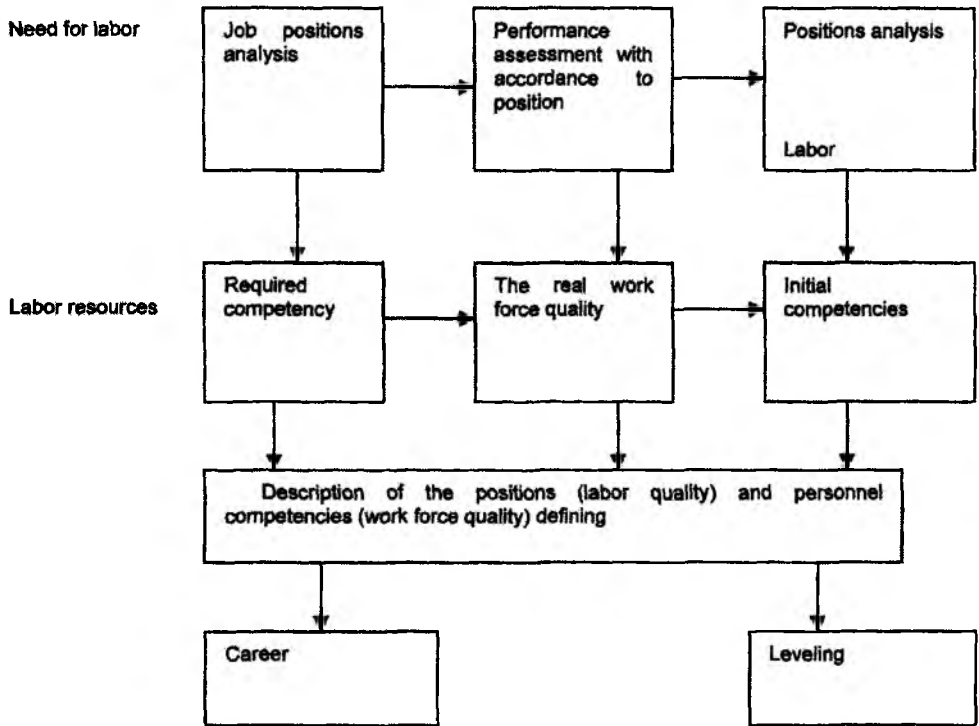 Need for labor
Job positions
analysis
Performance
assessment with
accordance to
position
Positions analysis
Labor
Labor resources
Required
competency
The real work
force quality
Initial
competencies
Description of the positions (labor quality) and personnel
competencies (work force quality) defining
Career
Leveling